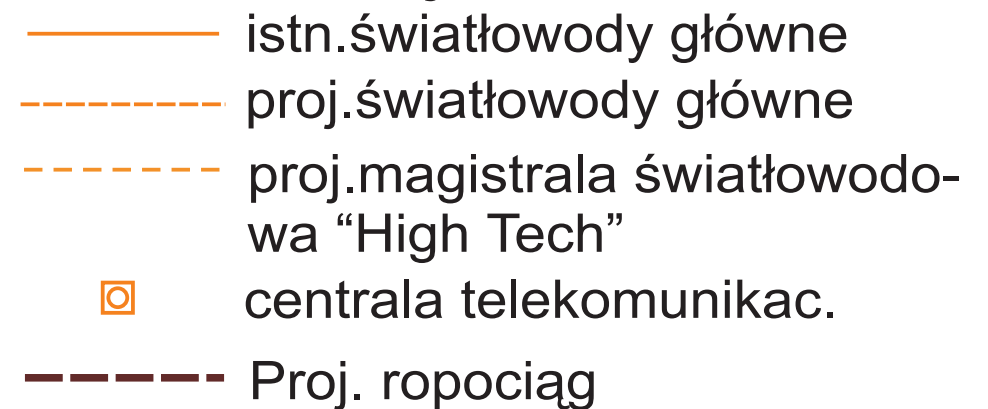 istn.światłowody główne
proj.światłowody główne
proj.magistrala światłowodo-
wa “High Tech”
centrala telekomunikac.
Proj. ropociąg